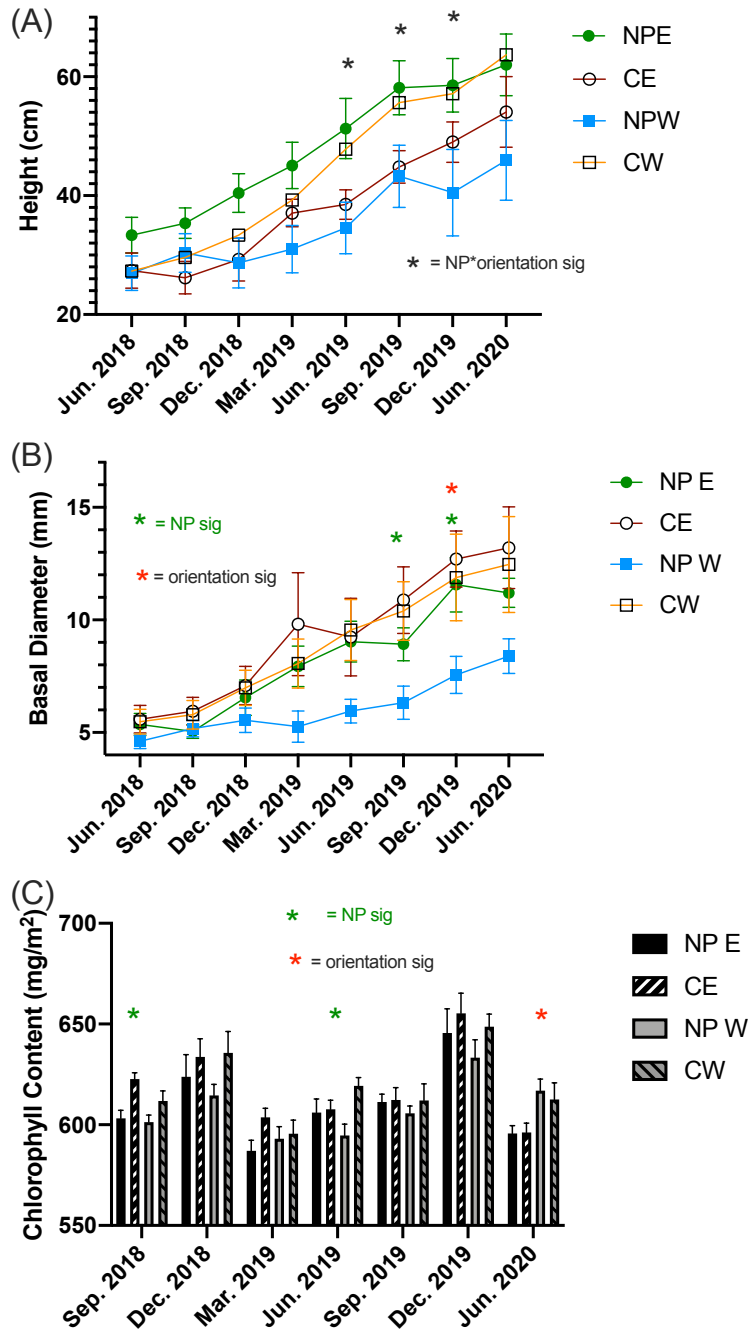 (A)
Height (cm)
60
40
20
* * *
* = NP*orientation sig
Jun. 2018
Sep. 2018
Dec. 2018
Mar. 2019
Jun. 2019
Sep. 2019
Dec. 2019
Jun. 2020
NPE
CE
NPW
CW
(B)
Basal Diameter (mm)
15
10
5
* = NP sig
* = orientation sig
*
* *
Jun. 2018
Sep. 2018
Dec. 2018
Mar. 2019
Jun. 2019
Sep. 2019
Dec. 2019
Jun. 2020
NP E
CE
NP W
CW
(C)
Chlorophyll Content (mg/m²)
700
650
600
550
* = NP sig
* = orientation sig
* * *
Sep. 2018
Dec. 2018
Mar. 2019
Jun. 2019
Sep. 2019
Dec. 2019
Jun. 2020
NP E
CE
NP W
CW